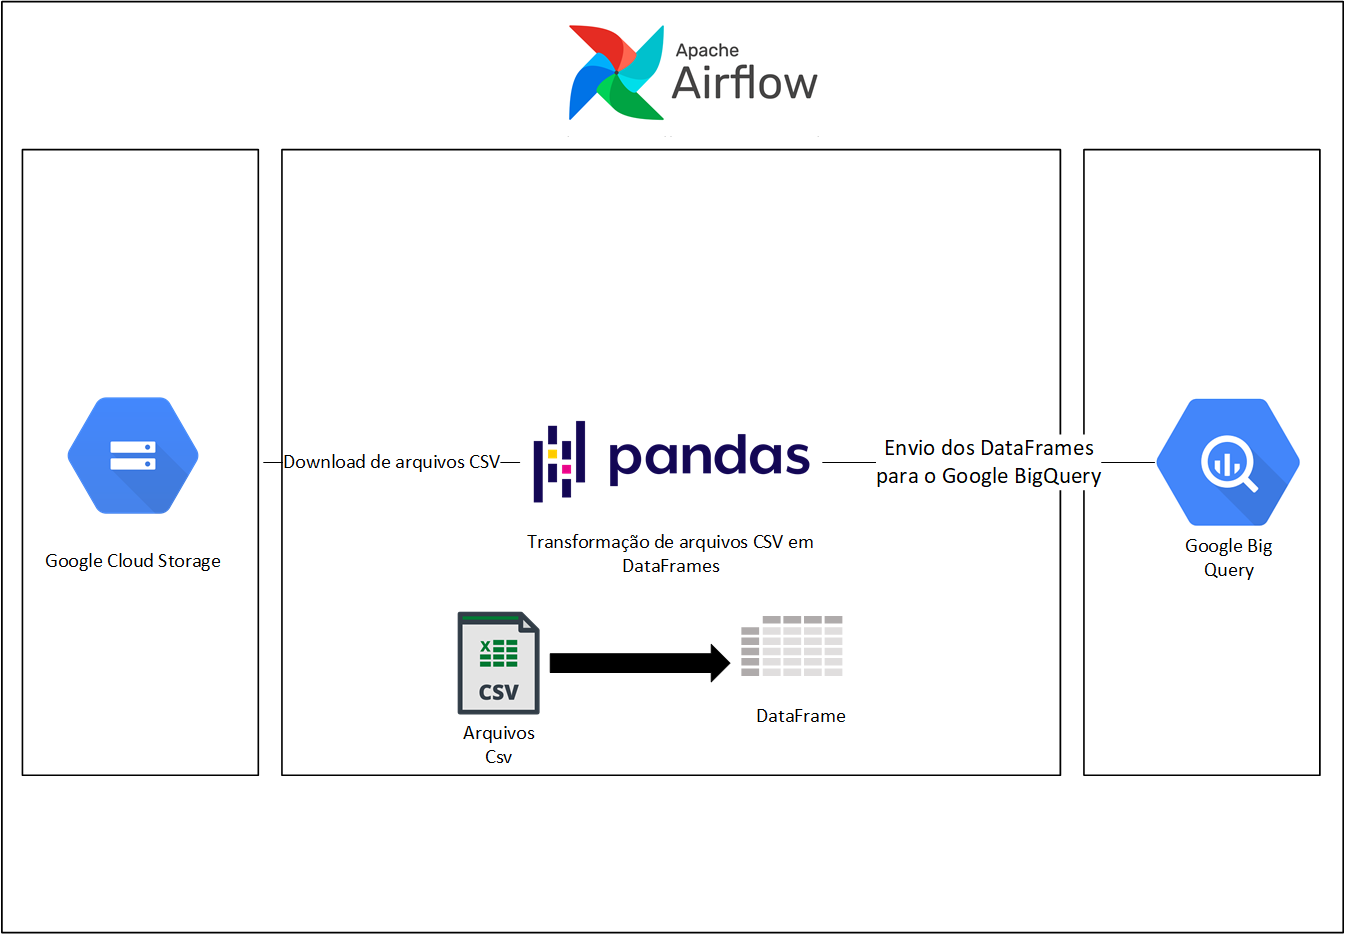 Apache
Airflow
Download de arquivos CSV
pandas
Envio dos DataFrames
para o Google BigQuery
Google Cloud Storage
Transformação de arquivos CSV em
DataFrames
Google Big
Query
X
CSV
Arquivos
Csv
DataFrame